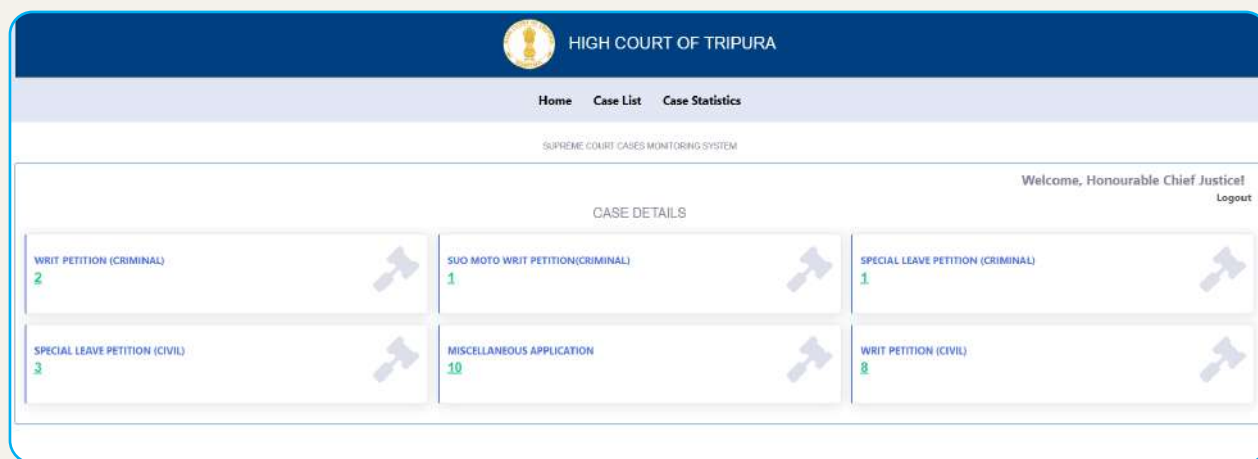 HIGH COURT OF TRIPURA
Home Case List Case Statistics
SUPREME COURT CASES MONITORING SYSTEM
Welcome, Honourable Chief Justice!
Logout
CASE DETAILS
WRIT PETITION (CRIMINAL)
2
SUO MOTO WRIT PETITION(CRIMINAL)
1
SPECIAL LEAVE PETITION (CRIMINAL)
1
SPECIAL LEAVE PETITION (CIVIL)
3
MISCELLANEOUS APPLICATION
10
WRIT PETITION (CIVIL)
8